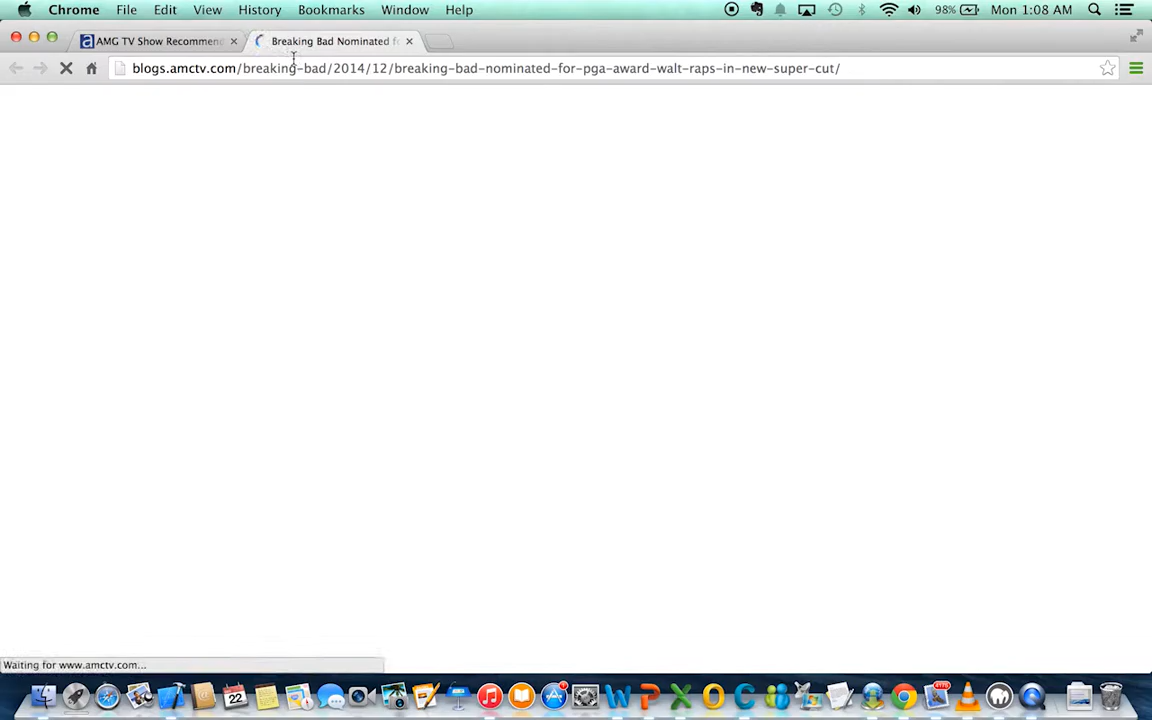 Chrome File Edit View History Bookmarks Window Help 98% Mon 1:08 AM
AMG TV Show Recommen Breaking Bad Nominated f
blogs.amctv.com/breaking-bad/2014/12/breaking-bad-nominated-for-pga-award-walt-raps-in-new-super-cut/
Waiting for www.amctv.com...
22